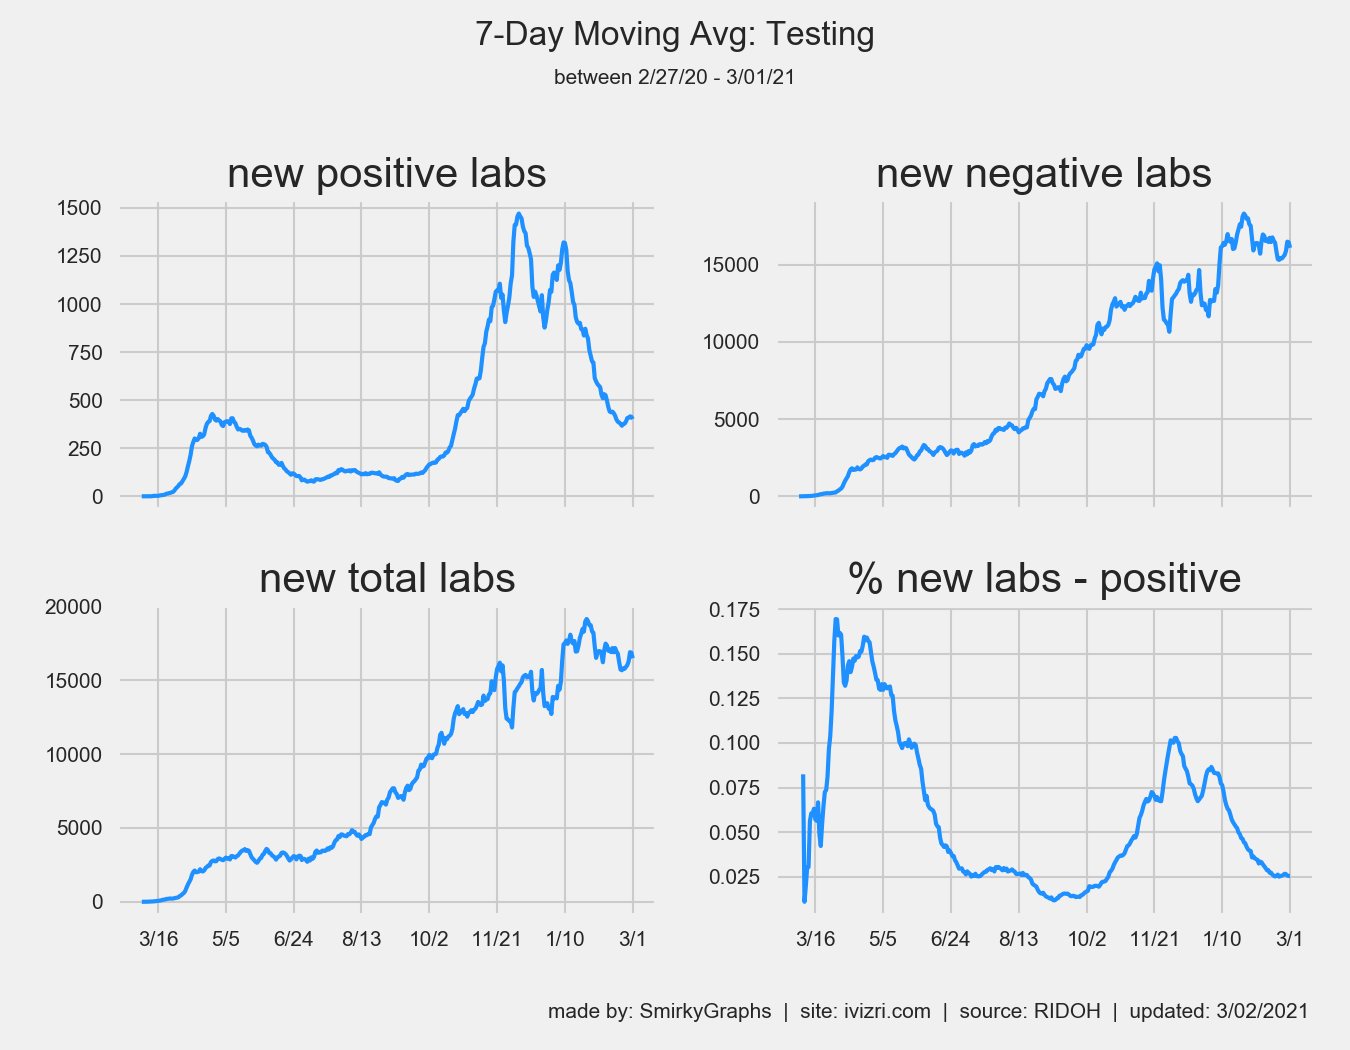 7-Day Moving Avg: Testing
between 2/27/20 - 3/01/21
new positive labs
1500
1250
1000
750
500
250
0
new negative labs
15000
10000
5000
0
new total labs
20000
15000
10000
5000
0
3/16 5/5 6/24 8/13 10/2 11/21 1/10 3/1
% new labs - positive
0.175
0.150
0.125
0.100
0.075
0.050
0.025
3/16 5/5 6/24 8/13 10/2 11/21 1/10 3/1
made by: SmirkyGraphs | site: ivizri.com | source: RIDOH | updated: 3/02/2021